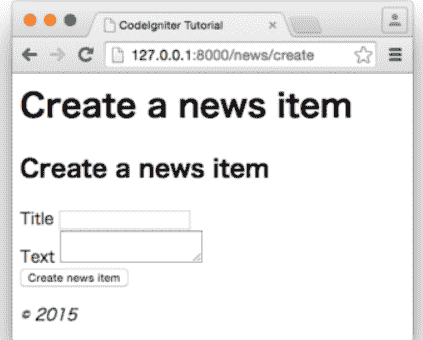 CodeIgniter Tutorial
127.0.0.1:8000/news/create
Create a news item
Create a news item
Title
Text
Create news item
© 2015